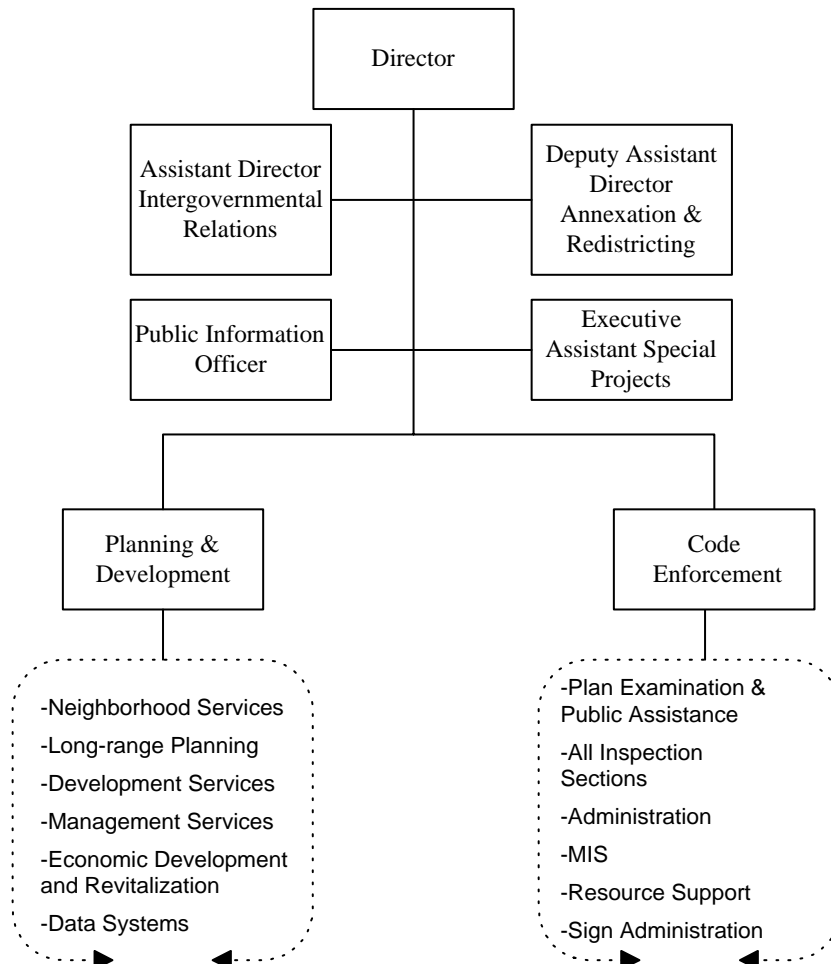 Director
Assistant Director
Intergovernmental
Relations
Deputy Assistant
Director
Annexation &
Redistricting
Public Information
Officer
Executive
Assistant Special
Projects
Planning &
Development
Code
Enforcement
-Neighborhood Services
-Long-range Planning
-Development Services
-Management Services
-Economic Development
and Revitalization
-Data Systems
-Plan Examination &
Public Assistance
-All Inspection
Sections
-Administration
-MIS
-Resource Support
-Sign Administration